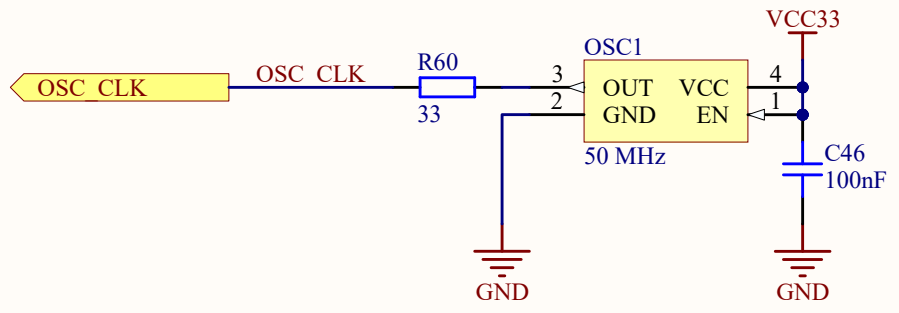 VCC33
OSC1
R60
OSC_CLK
OSC_CLK
3
OUT
VCC
4
33
2
GND
EN
1
50 MHz
C46
100nF
GND
GND